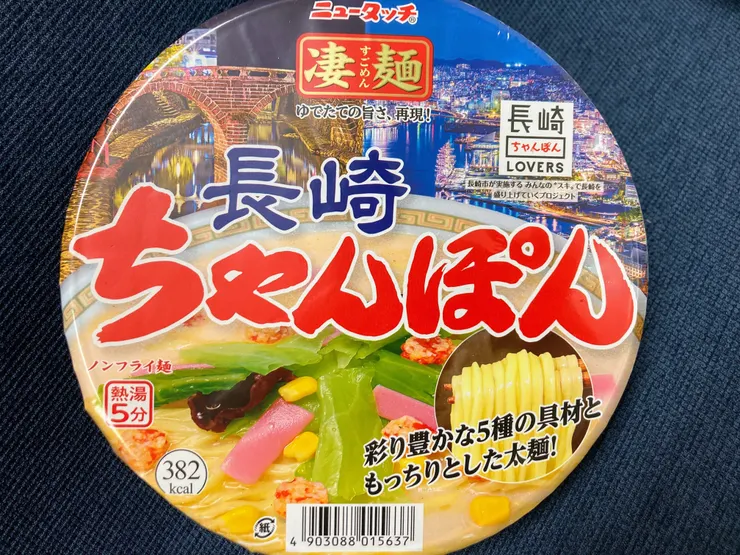 ニュータッチ®
凄麺
すごめん
ゆでたての旨さ、再現!
長崎
ちゃんぽん
LOVERS
長崎市が実施する みんなの"スキ"で長崎を
盛り上げていくプロジェクト
長崎
ちゃんぽん
ノンフライ麺
熱湯
5分
彩り豊かな5種の具材と
もっちりとした太麺!
382
kcal
紙
4 903088 015637